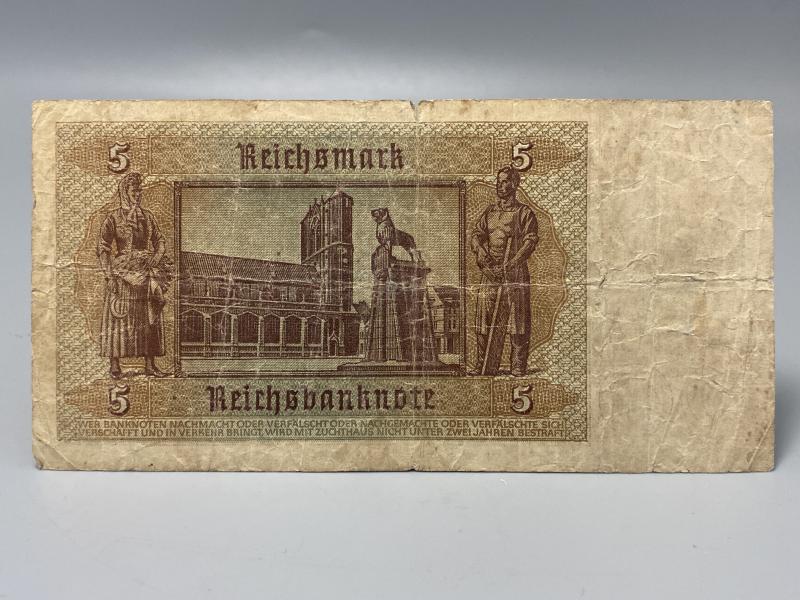 5 Reichsmark 5
5 Reichsbanknote 5
WER BANKNOTEN NACHMACHT ODER VERFÄLSCHT ODER NACHGEMACHTE ODER VERFÄLSCHTE SICH
VERSCHAFFT UND IN VERKEHR BRINGT, WIRD MIT ZUCHTHAUS NICHT UNTER ZWEI JAHREN BESTRAFT